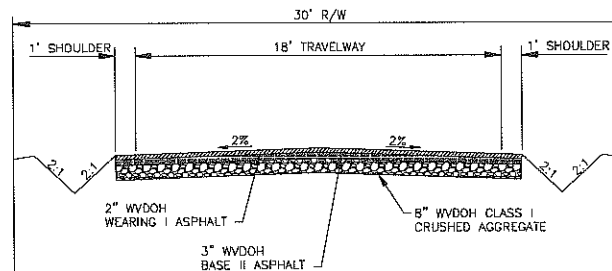 30' R/W
1' SHOULDER
18' TRAVELWAY
1' SHOULDER
2%
2%
2:1
2:1
2:1
2:1
2" WVDOH
WEARING I ASPHALT
8" WVDOH CLASS I
CRUSHED AGGREGATE
3" WVDOH
BASE II ASPHALT